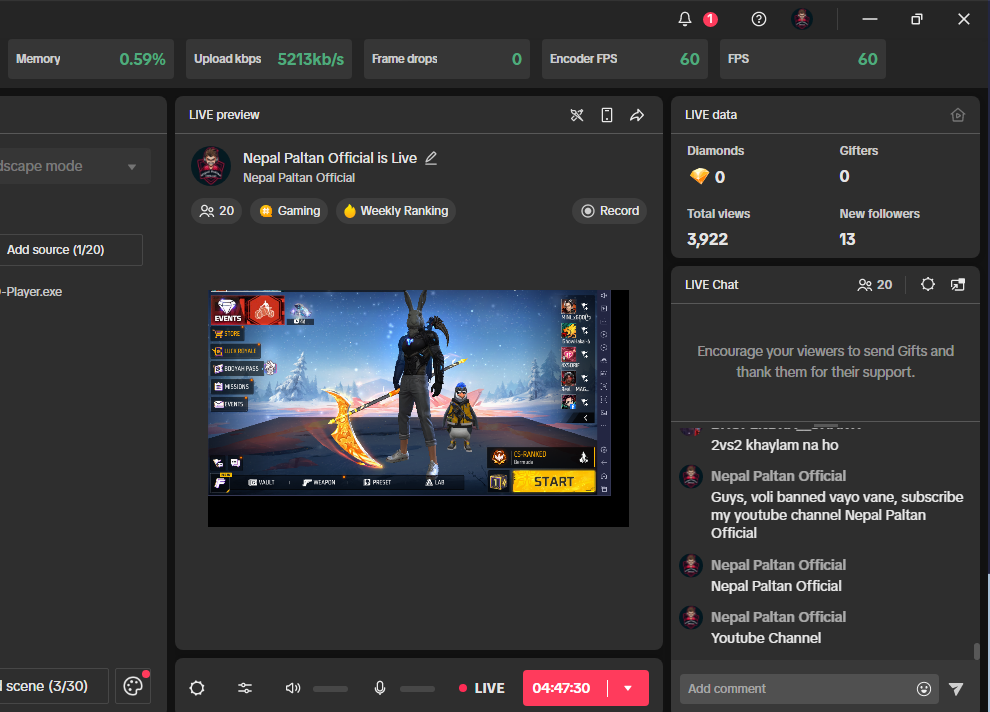 1
Memory 0.59%
Upload kbps 5213kb/s
Frame drops 0
Encoder FPS 60
FPS 60
dscape mode
Add source (1/20)
-Player.exe
l scene (3/30)
LIVE preview
Nepal Paltan Official is Live
Nepal Paltan Official
20
Gaming
Weekly Ranking
Record
EVENTS
STORE
LUCK ROYALE
BOOYAH PASS
MISSIONS
EVENTS
CS-RANKED
Bermuda
VAULT
WEAPON
PRESET
LAB
START
LIVE
04:47:30
LIVE data
Diamonds
Gifters
0
0
Total views
New followers
3,922
13
LIVE Chat
20
Encourage your viewers to send Gifts and
thank them for their support.
2vs2 khaylam na ho
Nepal Paltan Official
Guys, voli banned vayo vane, subscribe
my youtube channel Nepal Paltan
Official
Nepal Paltan Official
Nepal Paltan Official
Nepal Paltan Official
Youtube Channel
Add comment